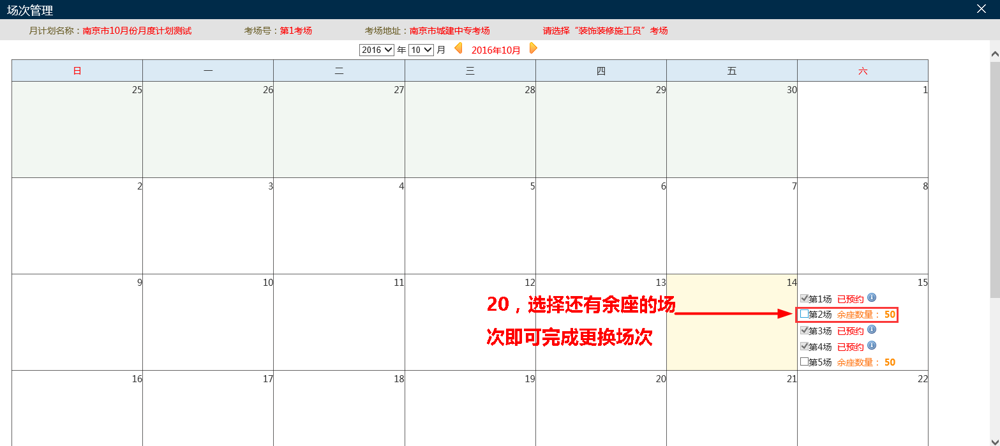 场次管理
月计划名称：南京市10月份月度计划测试 考场号：第1考场 考场地址：南京市城建中专考场 请选择“装饰装修施工员”考场
2016 年 10 月 2016年10月
日 一 二 三 四 五 六
25 26 27 28 29 30 1
2 3 4 5 6 7 8
9 10 11 12 13 14 15
第1场 已预约
第2场 余座数量： 50
第3场 已预约
第4场 已预约
第5场 余座数量： 50
20，选择还有余座的场
次即可完成更换场次
16 17 18 19 20 21 22